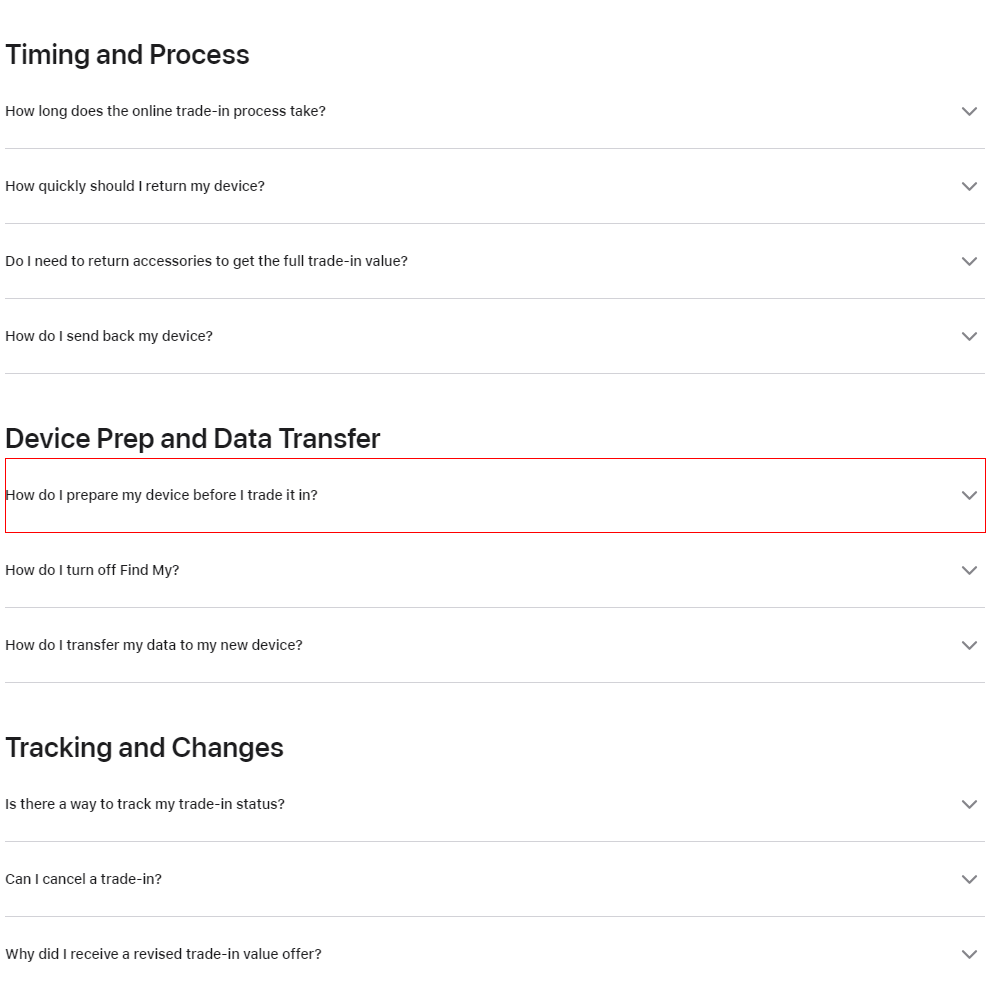 Timing and Process
How long does the online trade-in process take?
How quickly should I return my device?
Do I need to return accessories to get the full trade-in value?
How do I send back my device?
Device Prep and Data Transfer
How do I prepare my device before I trade it in?
How do I turn off Find My?
How do I transfer my data to my new device?
Tracking and Changes
Is there a way to track my trade-in status?
Can I cancel a trade-in?
Why did I receive a revised trade-in value offer?